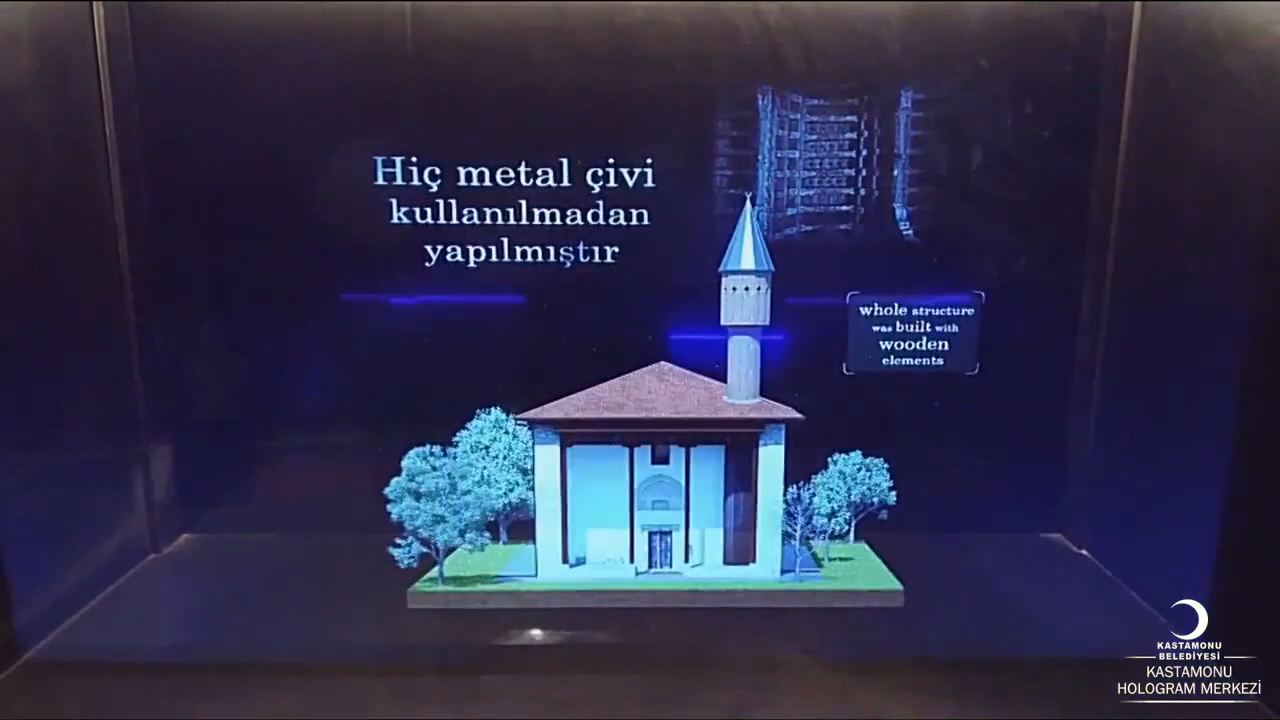 Hiç metal çivi
kullanılmadan
yapılmıştır
whole structure
was built with
wooden
elements
KASTAMONU
BELEDİYESİ
KASTAMONU
HOLOGRAM MERKEZİ